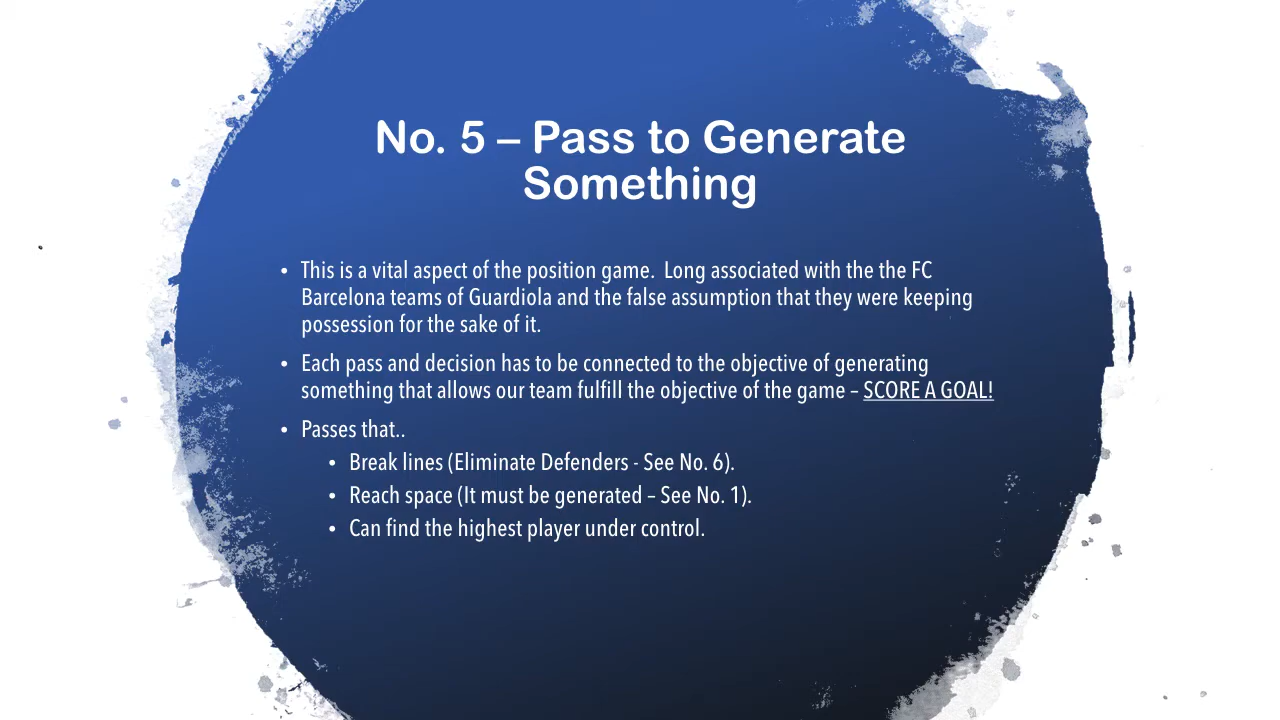 No. 5 – Pass to Generate
Something
• This is a vital aspect of the position game.  Long associated with the the FC
Barcelona teams of Guardiola and the false assumption that they were keeping
possession for the sake of it.
• Each pass and decision has to be connected to the objective of generating
something that allows our team fulfill the objective of the game – SCORE A GOAL!
• Passes that..
• Break lines (Eliminate Defenders - See No. 6).
• Reach space (It must be generated – See No. 1).
• Can find the highest player under control.